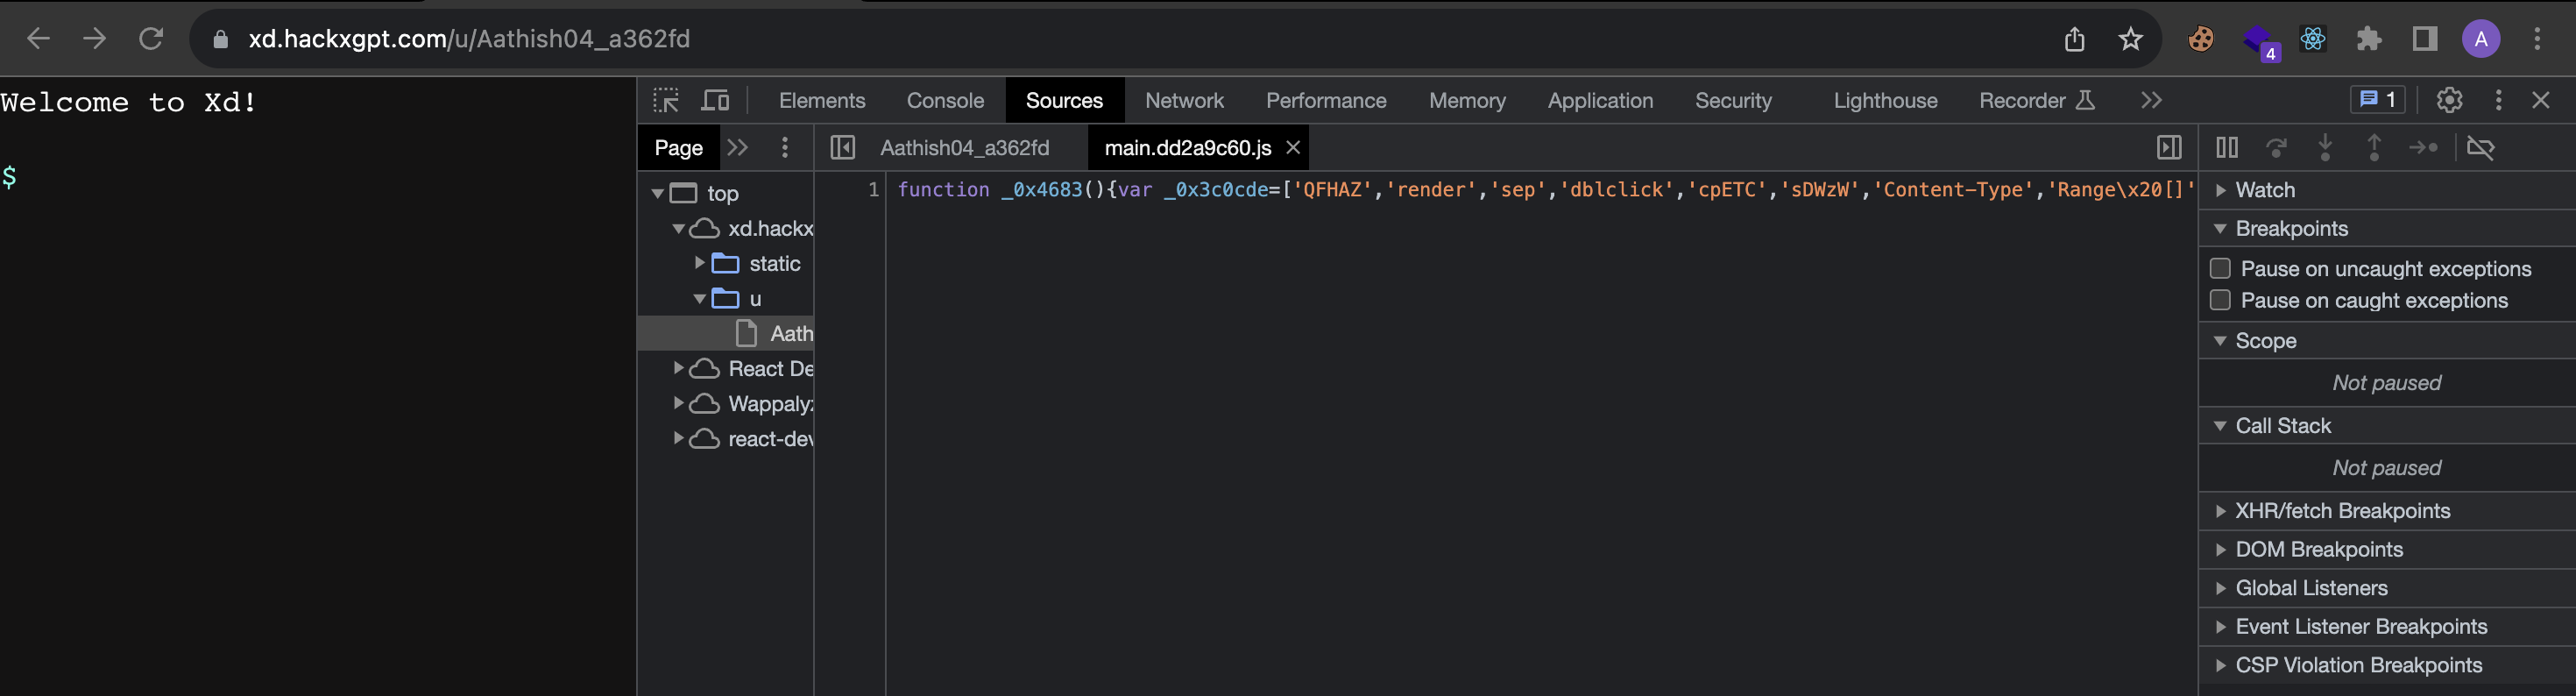 xd.hackxgpt.com/u/Aathish04_a362fd
4
A
Welcome to Xd!
$
Elements Console Sources Network Performance Memory Application Security Lighthouse Recorder
1
Page
Aathish04_a362fd main.dd2a9c60.js
top
xd.hackx
static
u
Aath
React De
Wappaly
react-dev
1 function _0x4683(){var _0x3c0cde=['QFHAZ','render','sep','dblclick','cpETC','sDWzW','Content-Type','Range\x20[]'
Watch
Breakpoints
Pause on uncaught exceptions
Pause on caught exceptions
Scope
Not paused
Call Stack
Not paused
XHR/fetch Breakpoints
DOM Breakpoints
Global Listeners
Event Listener Breakpoints
CSP Violation Breakpoints